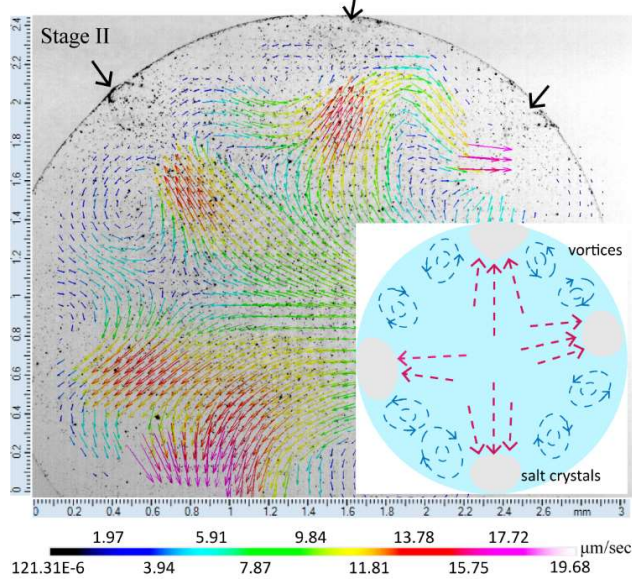 Stage II
2.4
2.2
2
1.8
1.6
1.4
1.2
1
0.8
0.6
0.4
0.2
0
vortices
salt crystals
0 0.2 0.4 0.6 0.8 1.0 1.2 1.4 1.6 1.8 2 2.2 2.4 mm 2.9 3.1
1.97 5.91 9.84 13.78 17.72 μm/sec
121.31E-6 3.94 7.87 11.81 15.75 19.68